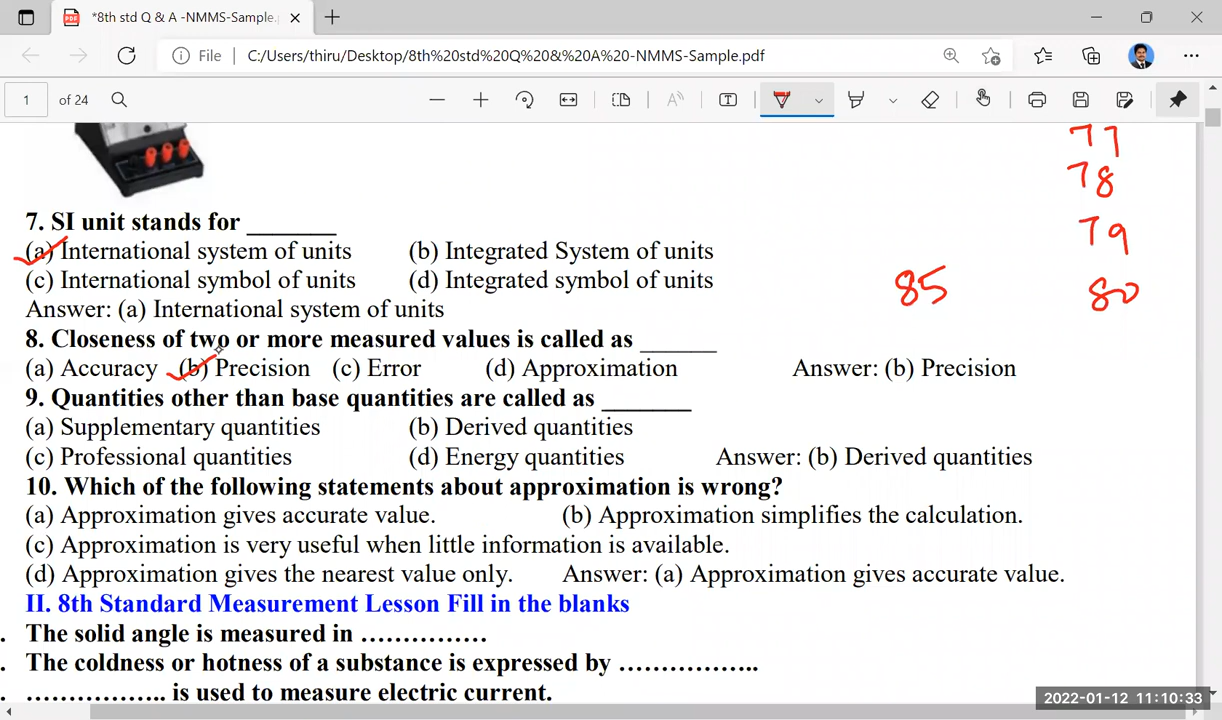 *8th std Q & A -NMMS-Sample.
File C:/Users/thiru/Desktop/8th%20std%20Q%20&%20A%20-NMMS-Sample.pdf
1 of 24
77
78
79
80
85
7. SI unit stands for _______
(a) International system of units (b) Integrated System of units
(c) International symbol of units (d) Integrated symbol of units
Answer: (a) International system of units
8. Closeness of two or more measured values is called as ______
(a) Accuracy (b) Precision (c) Error (d) Approximation Answer: (b) Precision
9. Quantities other than base quantities are called as _______
(a) Supplementary quantities (b) Derived quantities
(c) Professional quantities (d) Energy quantities Answer: (b) Derived quantities
10. Which of the following statements about approximation is wrong?
(a) Approximation gives accurate value. (b) Approximation simplifies the calculation.
(c) Approximation is very useful when little information is available.
(d) Approximation gives the nearest value only. Answer: (a) Approximation gives accurate value.
II. 8th Standard Measurement Lesson Fill in the blanks
. The solid angle is measured in ……………
. The coldness or hotness of a substance is expressed by ……………..
. …………….. is used to measure electric current.
2022-01-12 11:10:33